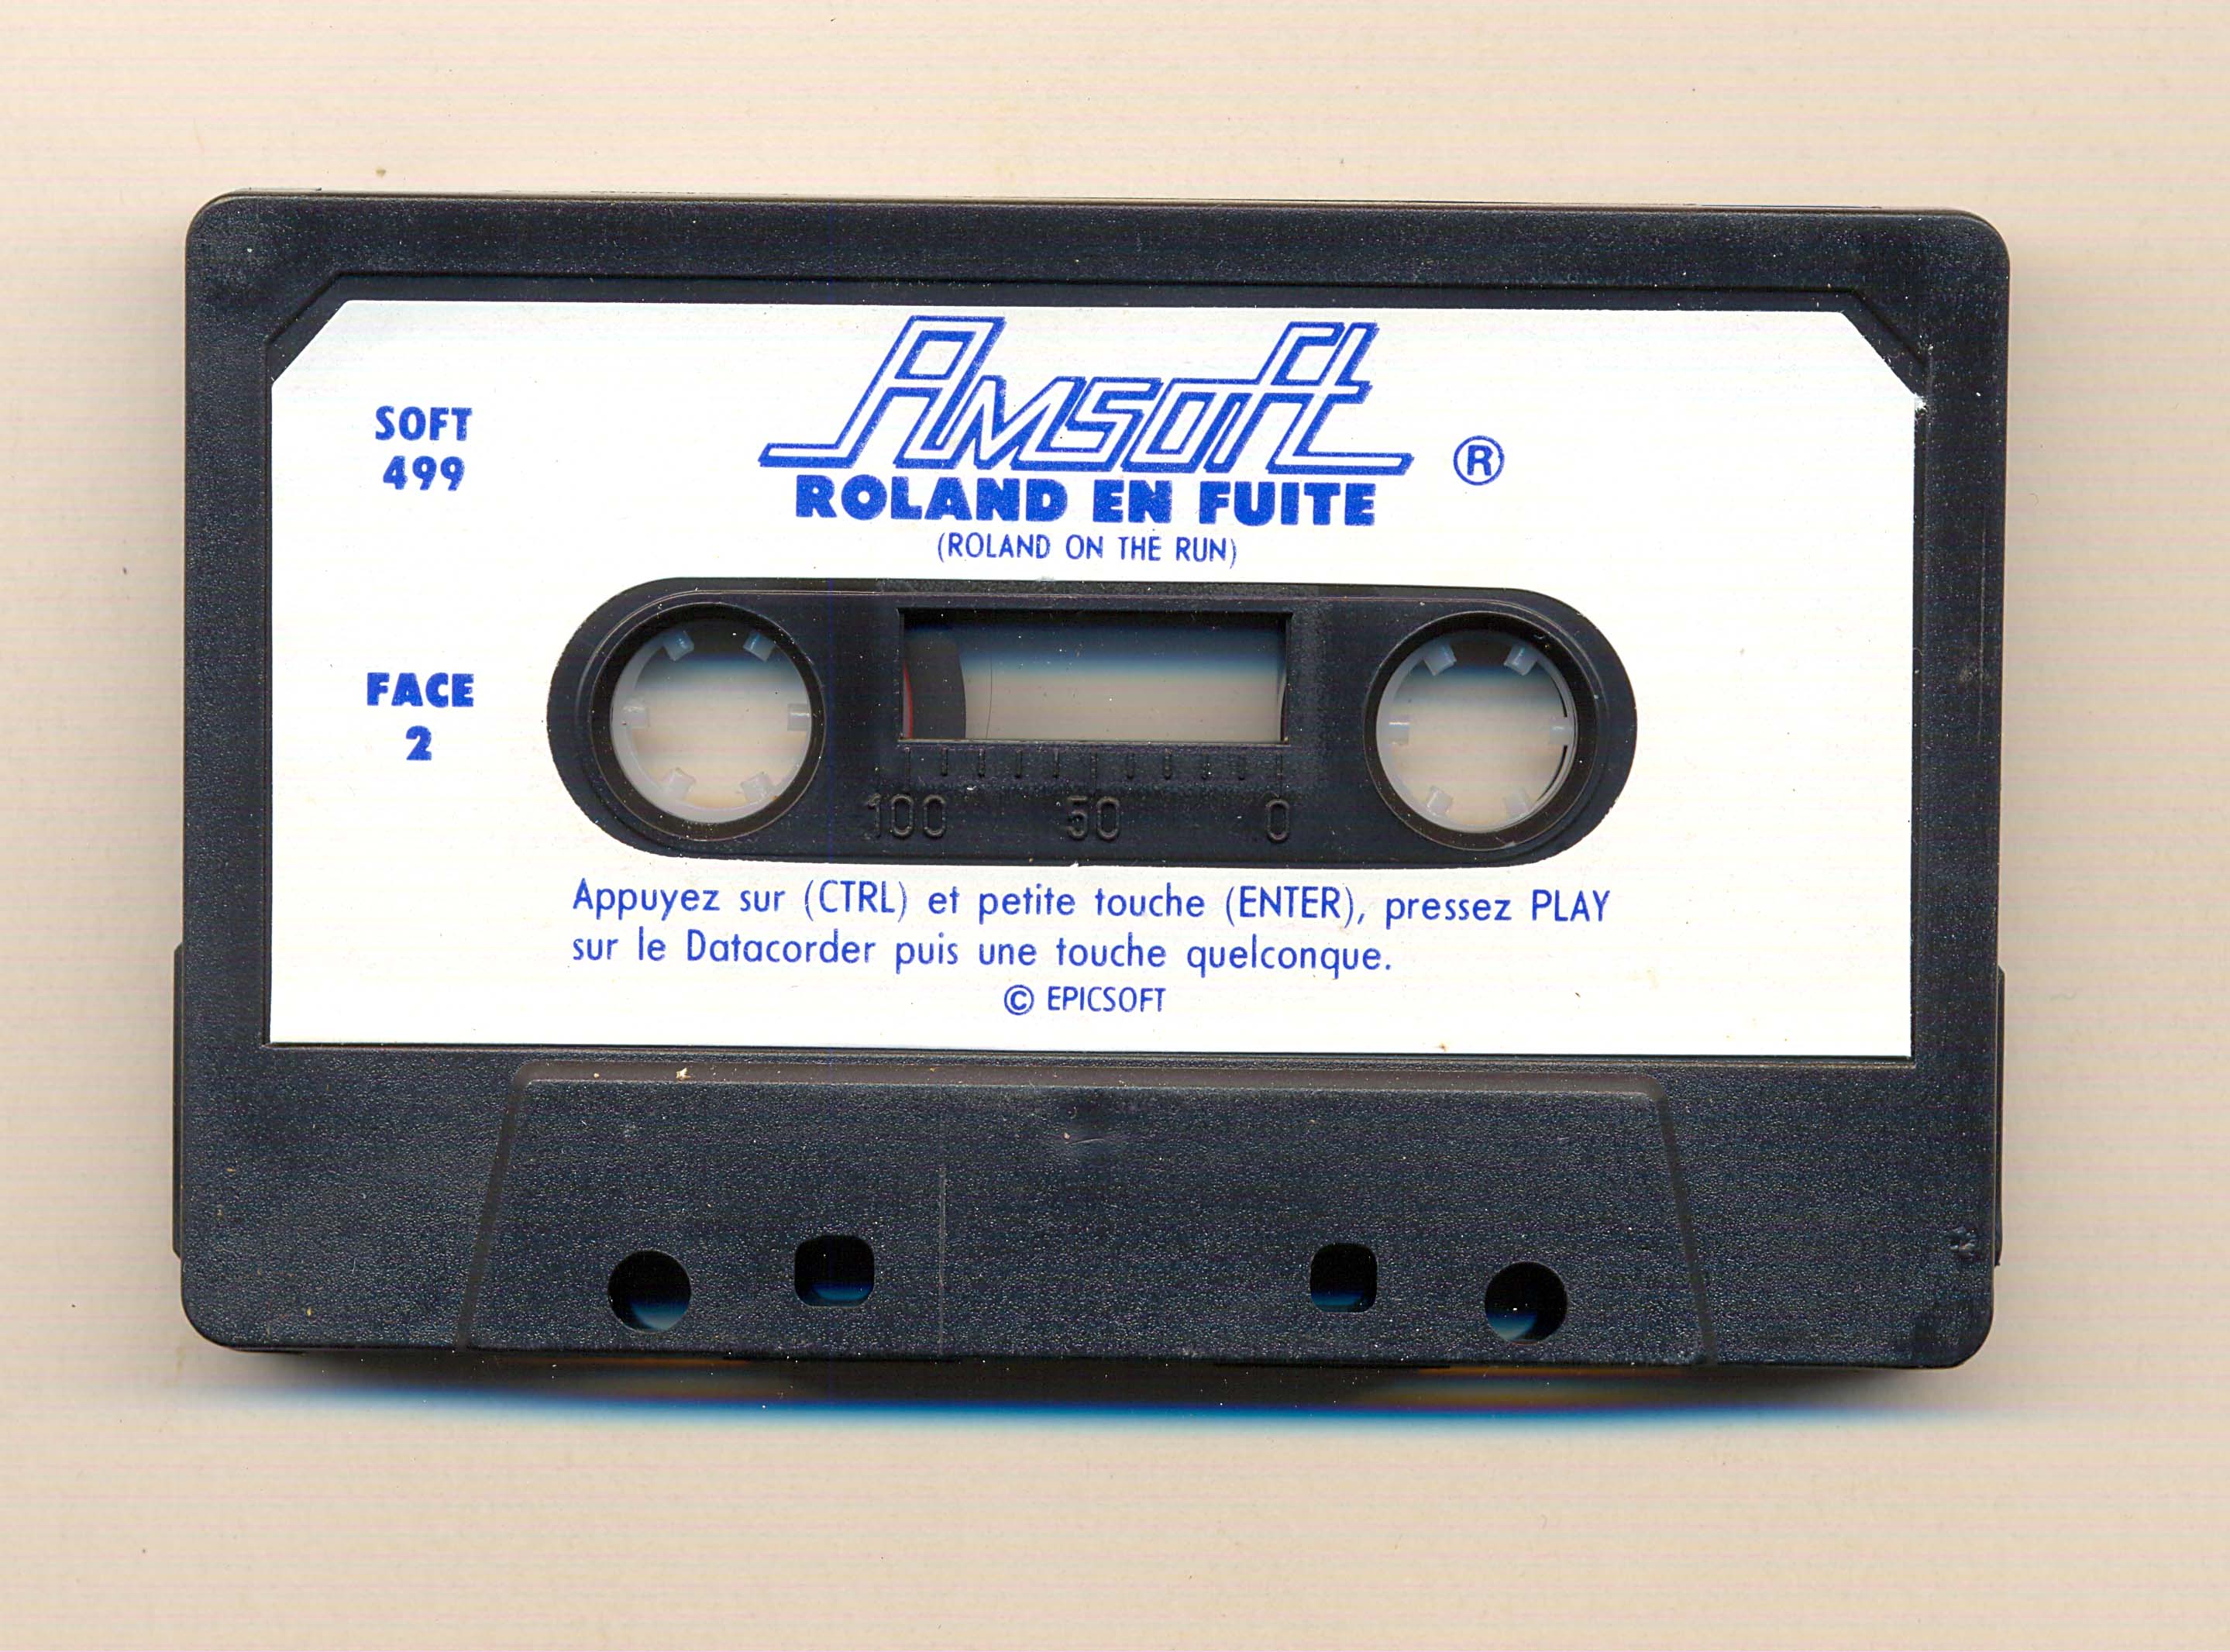 Amsoft ®
SOFT
499
ROLAND EN FUITE
(ROLAND ON THE RUN)
FACE
2
100 50 0
Appuyez sur (CTRL) et petite touche (ENTER), pressez PLAY
sur le Datacorder puis une touche quelconque.
© EPICSOFT